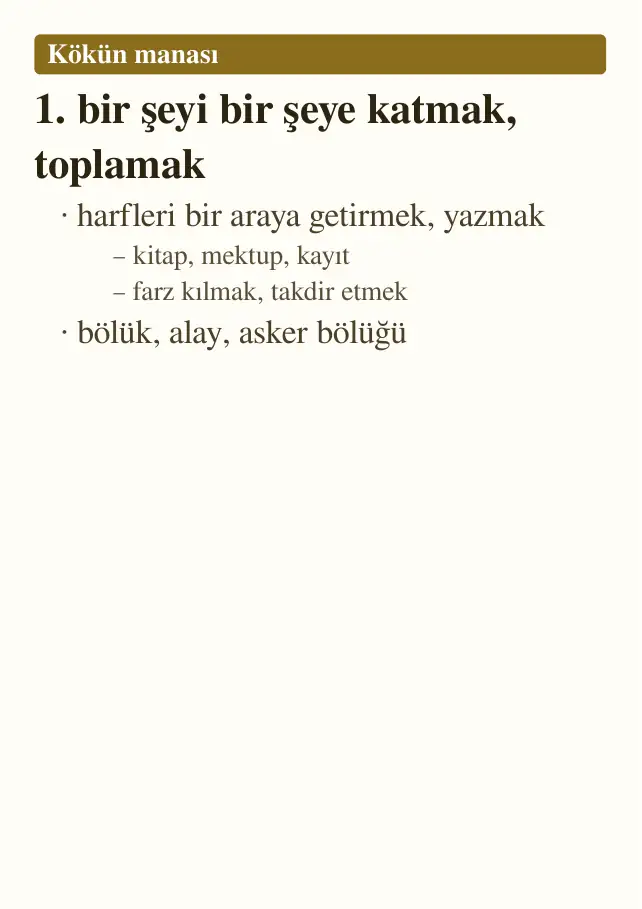 Kökün manası
1. bir şeyi bir şeye katmak,
toplamak
· harfleri bir araya getirmek, yazmak
– kitap, mektup, kayıt
– farz kılmak, takdir etmek
· bölük, alay, asker bölüğü